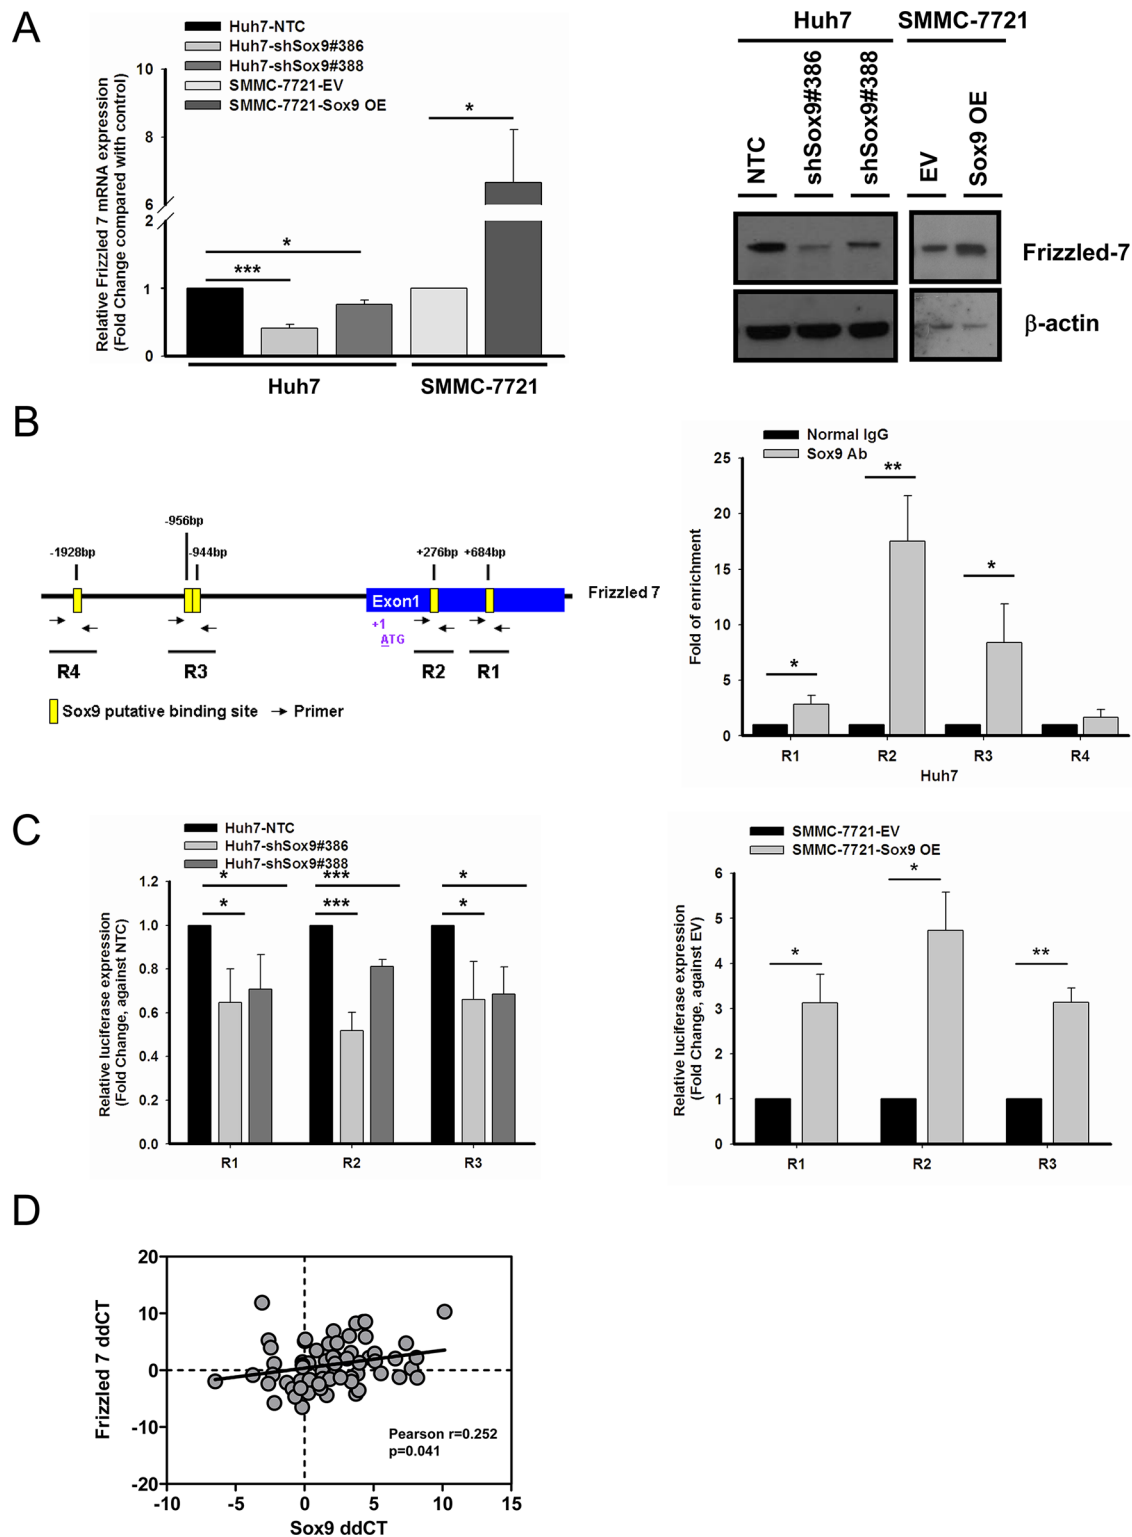 A
Huh7-NTC
Huh7-shSox9#386
Huh7-shSox9#388
SMMC-7721-EV
SMMC-7721-Sox9 OE
Relative Frizzled 7 mRNA expression
(Fold Change compared with control)
10
8
6
2
1
0
*
*
***
Huh7
SMMC-7721
Huh7
SMMC-7721
NTC
shSox9#386
shSox9#388
EV
Sox9 OE
Frizzled-7
β-actin
B
-956bp
-1928bp
-944bp
+276bp
+684bp
Exon1
Frizzled 7
+1
ATG
R4
R3
R2
R1
Sox9 putative binding site
Primer
Normal IgG
Sox9 Ab
Fold of enrichment
25
20
15
10
5
0
*
**
*
R1
R2
R3
R4
Huh7
C
Huh7-NTC
Huh7-shSox9#386
Huh7-shSox9#388
Relative luciferase expression
(Fold Change, against NTC)
1.2
1.0
0.8
0.6
0.4
0.2
0.0
*
***
*
*
***
*
R1
R2
R3
SMMC-7721-EV
SMMC-7721-Sox9 OE
Relative luciferase expression
(Fold Change, against EV)
6
5
4
3
2
1
0
*
*
**
R1
R2
R3
D
Frizzled 7 ddCT
20
10
0
-10
-20
Pearson r=0.252
p=0.041
-10
-5
0
5
10
15
Sox9 ddCT